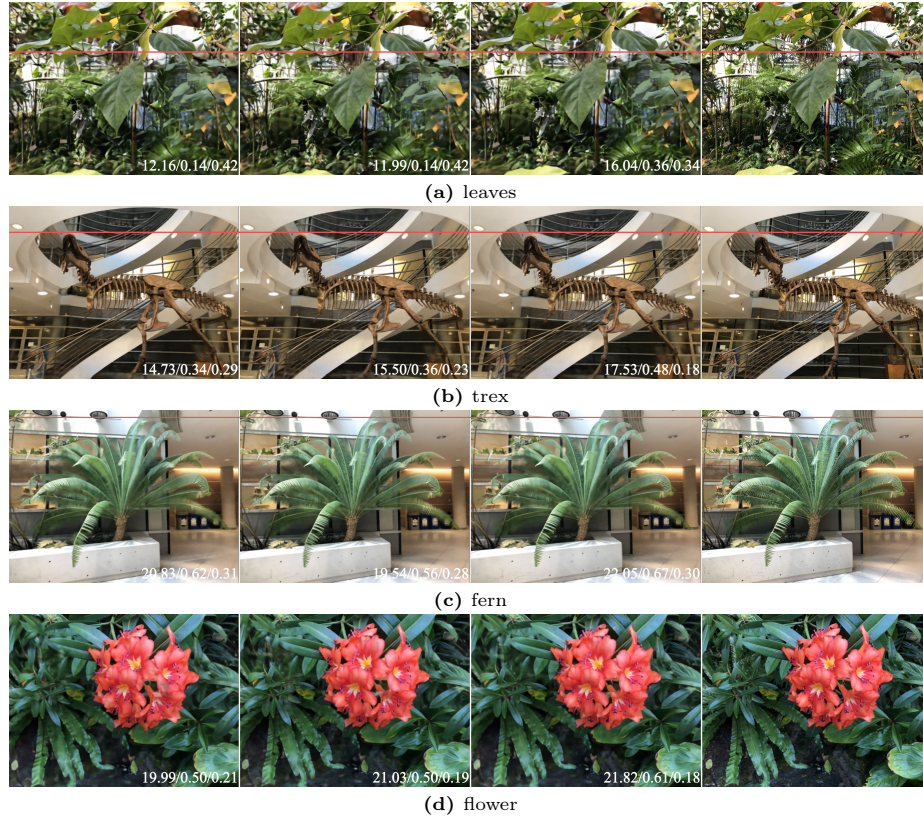 12.16/0.14/0.42 11.99/0.14/0.42 16.04/0.36/0.34
(a) leaves
14.73/0.34/0.29 15.50/0.36/0.23 17.53/0.48/0.18
(b) trex
20.83/0.62/0.31 19.54/0.56/0.28 22.05/0.67/0.30
(c) fern
19.99/0.50/0.21 21.03/0.50/0.19 21.82/0.61/0.18
(d) flower